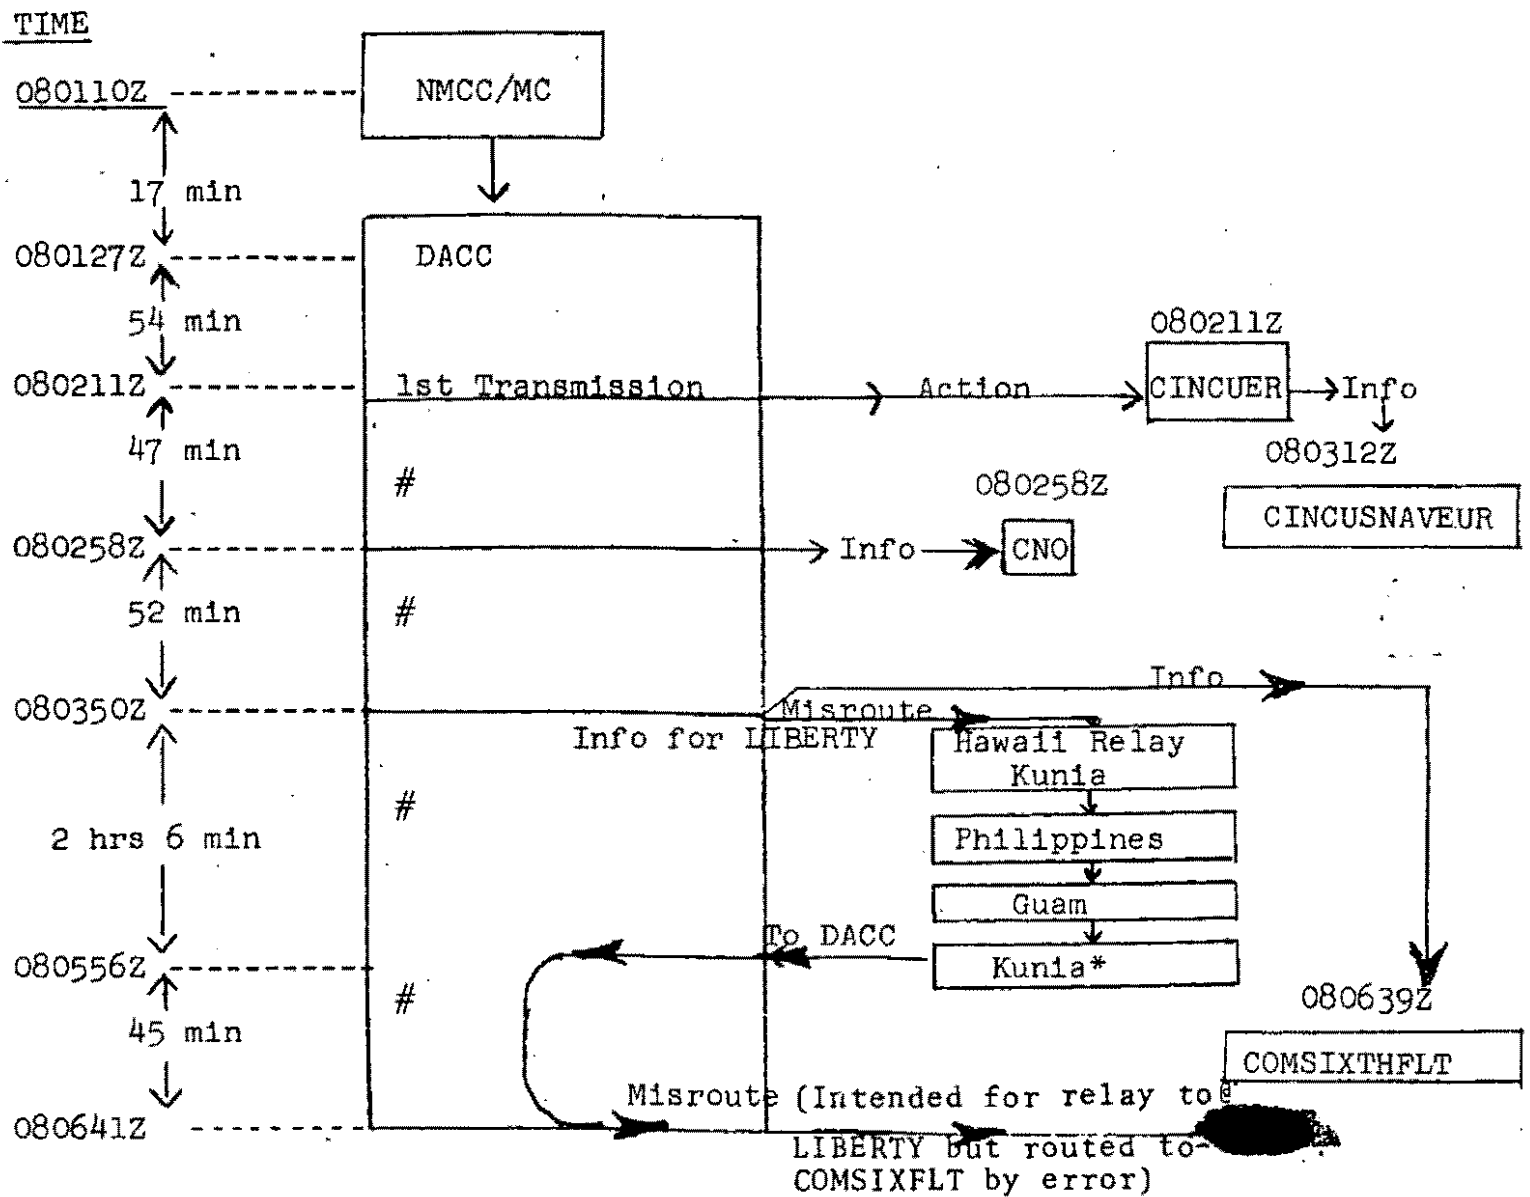 TIME
080110Z
NMCC/MC
17 min
080127Z
DACC
54 min
080211Z
080211Z
1st Transmission
Action
CINCUER
Info
47 min
#
080312Z
080258Z
CINCUSNAVEUR
080258Z
Info
CNO
52 min
#
Info
080350Z
Misroute
Info for LIBERTY
Hawaii Relay
Kunia
#
2 hrs 6 min
Philippines
Guam
To DACC
080556Z
Kunia*
#
080639Z
45 min
COMSIXTHFLT
Misroute (Intended for relay to@
080641Z
LIBERTY but routed to-
COMSIXFLT by error)